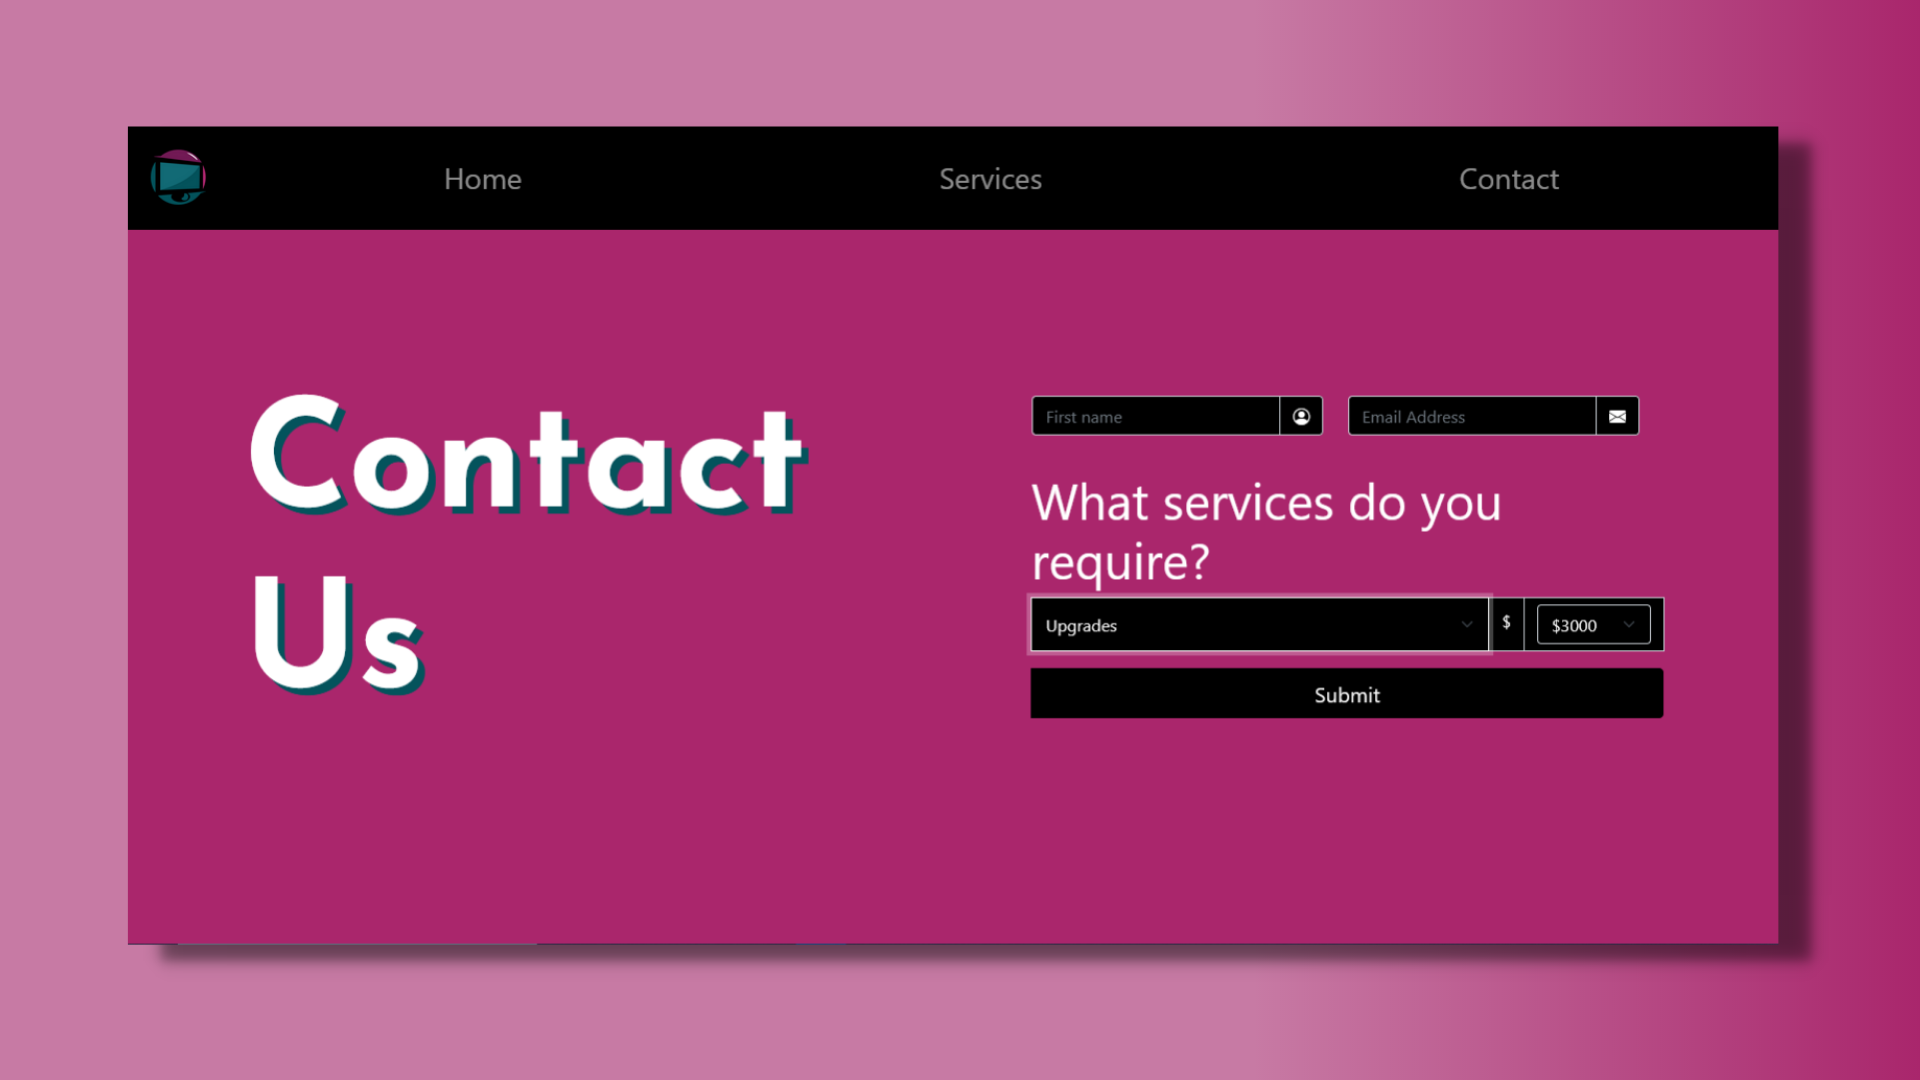 Home Services Contact
Contact
Us
First name Email Address
What services do you
require?
Upgrades $ $3000
Submit